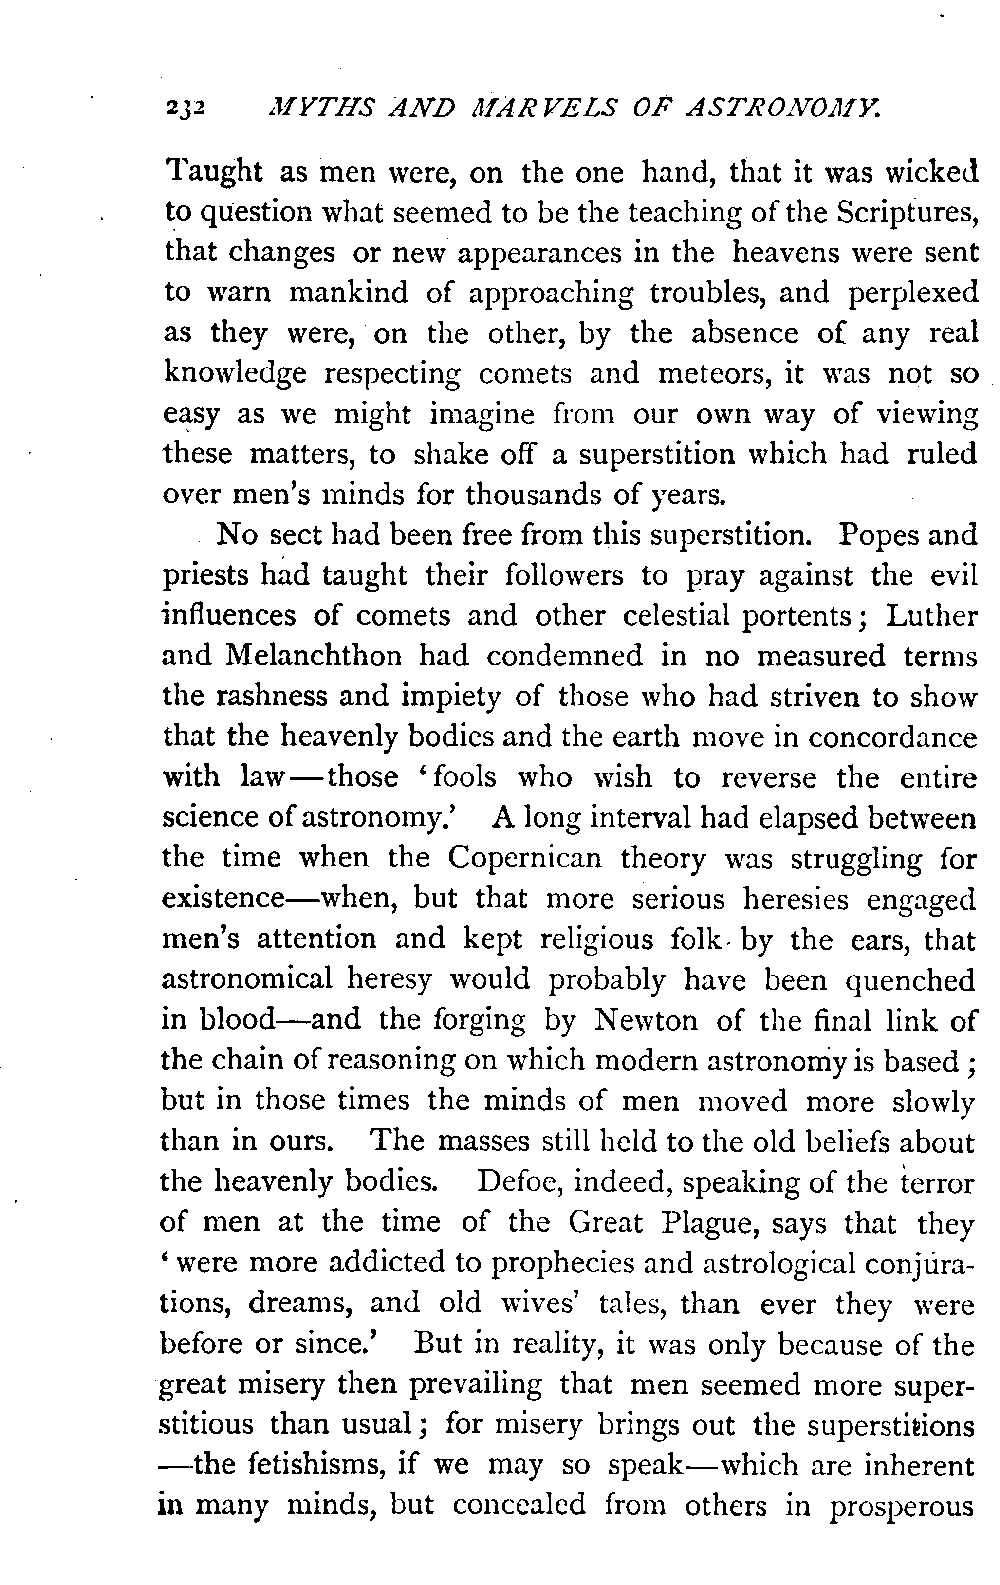 232 MYTHS AND MARVELS OF ASTRONOMY.
Taught as men were, on the one hand, that it was wicked
to question what seemed to be the teaching of the Scriptures,
that changes or new appearances in the heavens were sent
to warn mankind of approaching troubles, and perplexed
as they were, on the other, by the absence of any real
knowledge respecting comets and meteors, it was not so
easy as we might imagine from our own way of viewing
these matters, to shake off a superstition which had ruled
over men's minds for thousands of years.
No sect had been free from this superstition. Popes and
priests had taught their followers to pray against the evil
influences of comets and other celestial portents; Luther
and Melanchthon had condemned in no measured terms
the rashness and impiety of those who had striven to show
that the heavenly bodies and the earth move in concordance
with law—those ‘fools who wish to reverse the entire
science of astronomy.’ A long interval had elapsed between
the time when the Copernican theory was struggling for
existence—when, but that more serious heresies engaged
men's attention and kept religious folk by the ears, that
astronomical heresy would probably have been quenched
in blood—and the forging by Newton of the final link of
the chain of reasoning on which modern astronomy is based;
but in those times the minds of men moved more slowly
than in ours. The masses still held to the old beliefs about
the heavenly bodies. Defoe, indeed, speaking of the terror
of men at the time of the Great Plague, says that they
‘were more addicted to prophecies and astrological conjura-
tions, dreams, and old wives’ tales, than ever they were
before or since.’ But in reality, it was only because of the
great misery then prevailing that men seemed more super-
stitious than usual; for misery brings out the superstitions
—the fetishisms, if we may so speak—which are inherent
in many minds, but concealed from others in prosperous